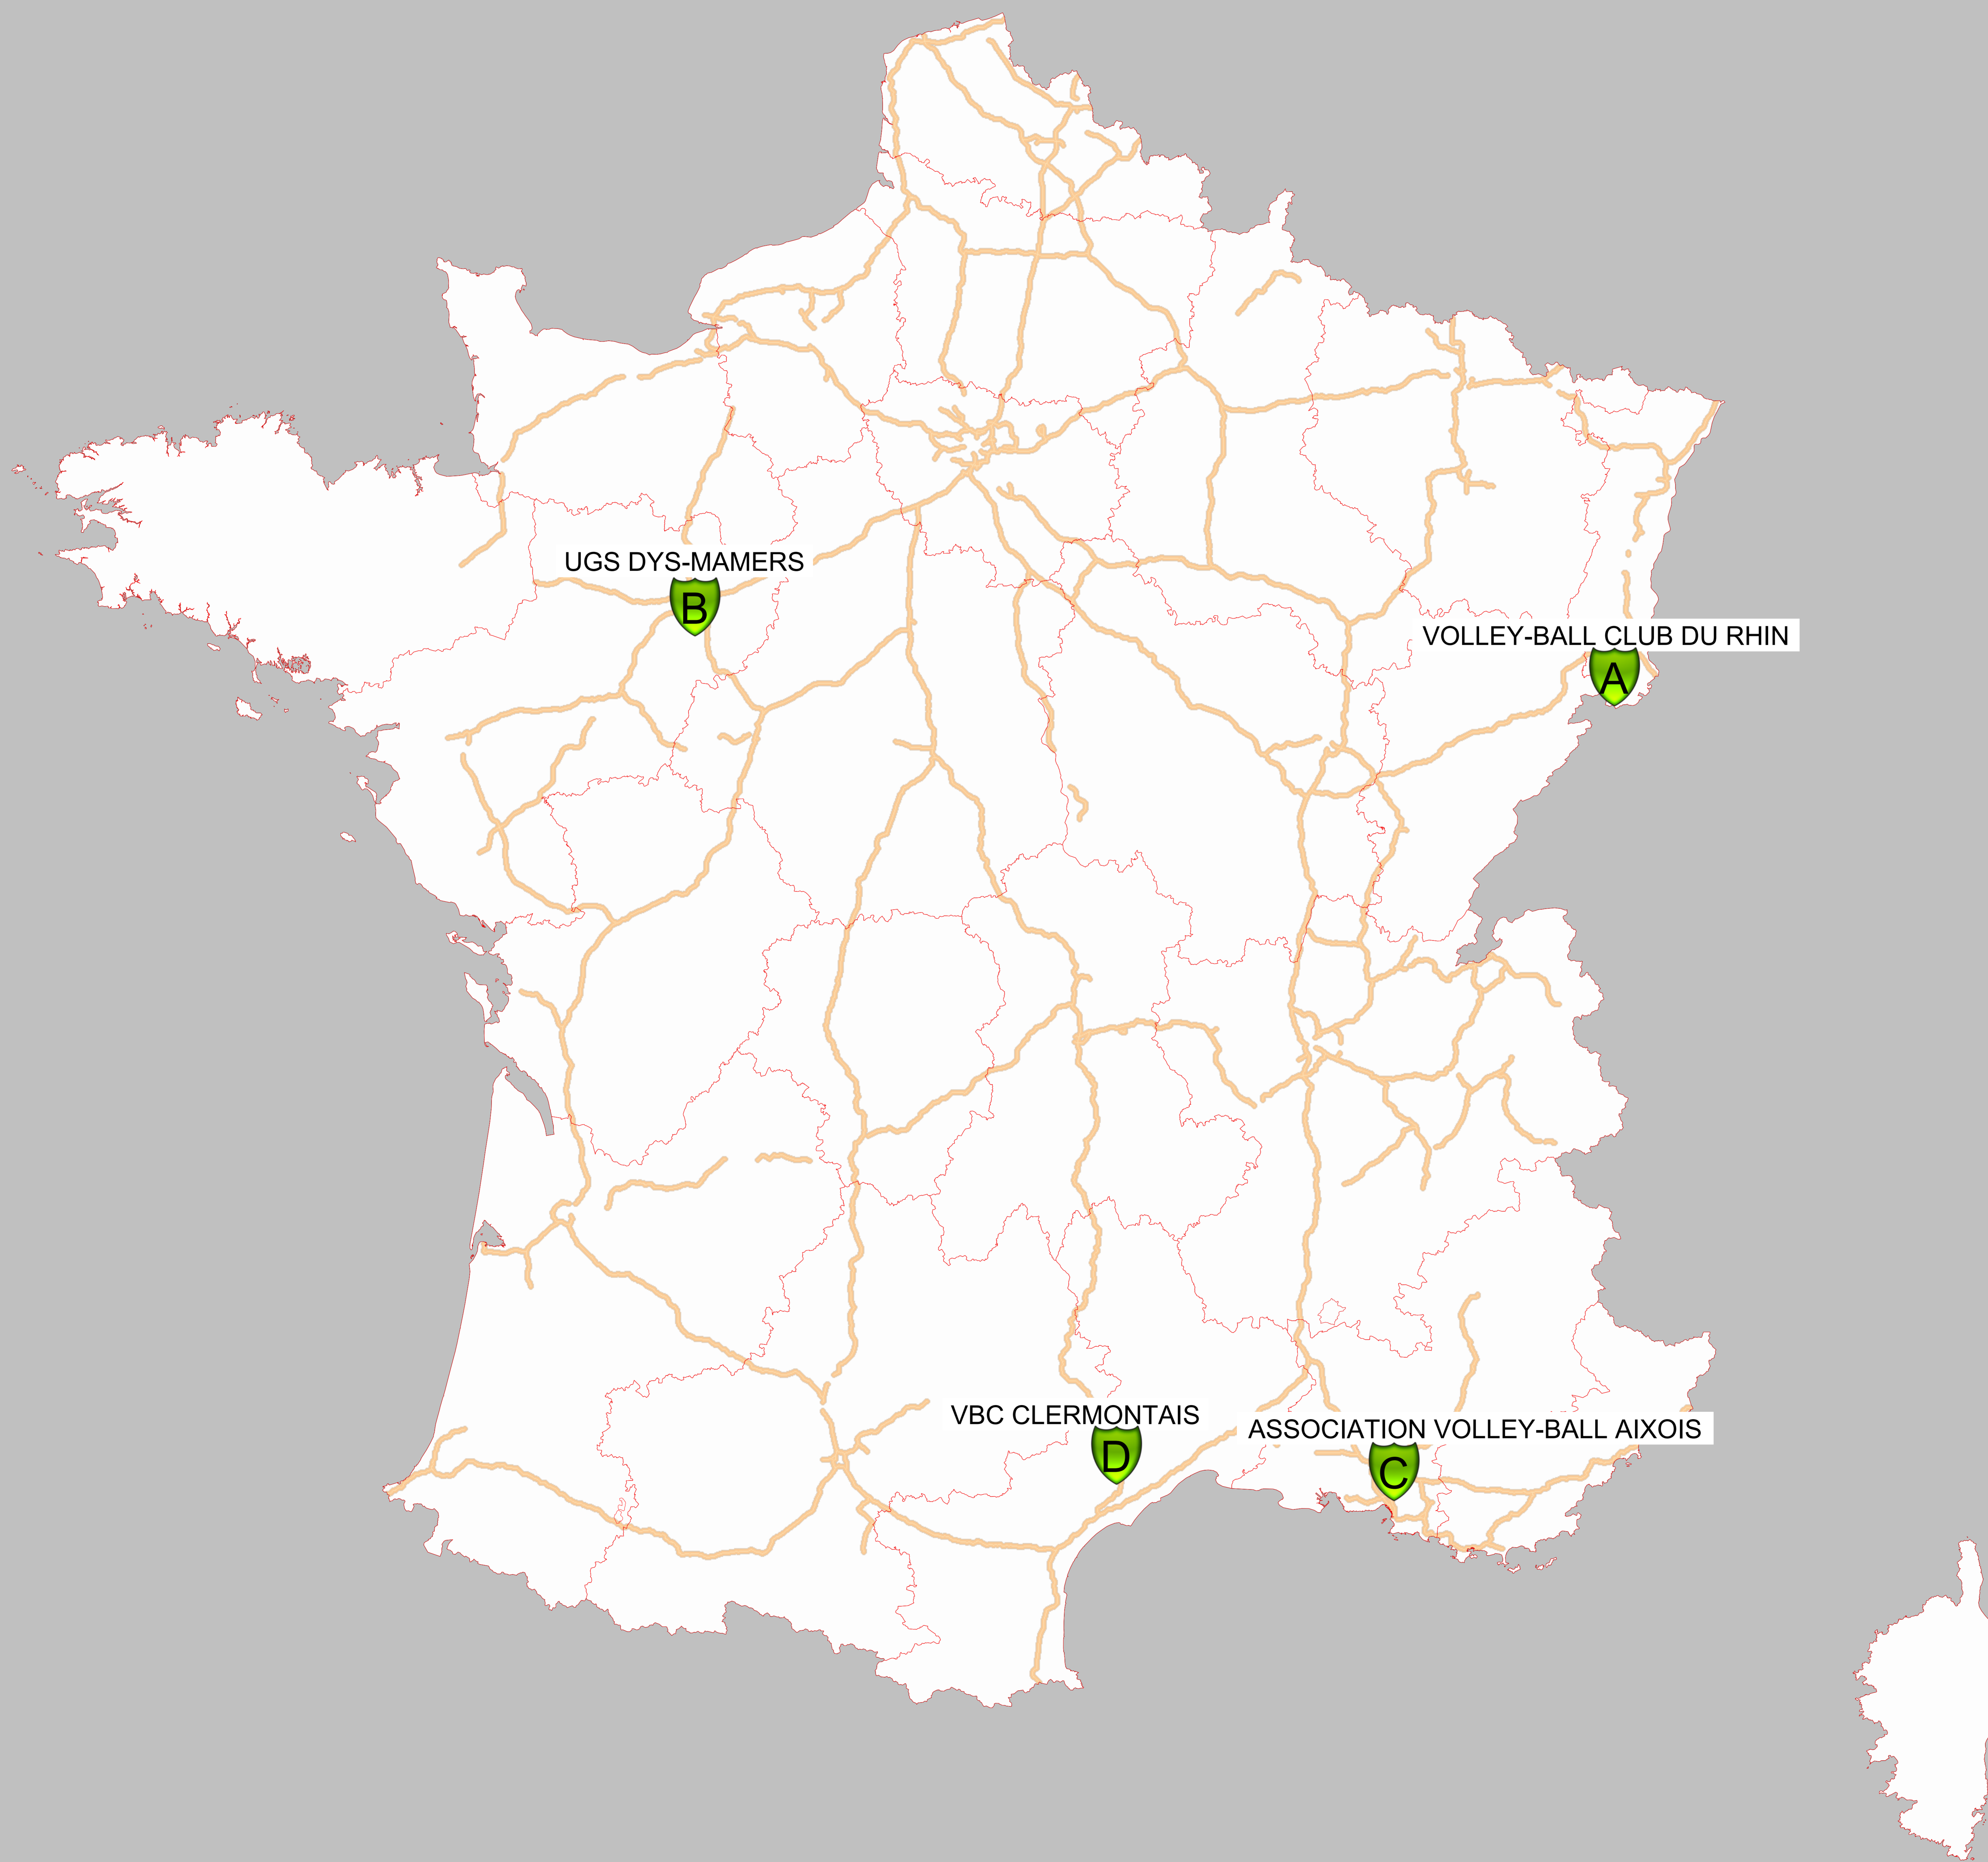 UGS DYS-MAMERS
B
VOLLEY-BALL CLUB DU RHIN
A
VBC CLERMONTAIS
D
ASSOCIATION VOLLEY-BALL AIXOIS
C